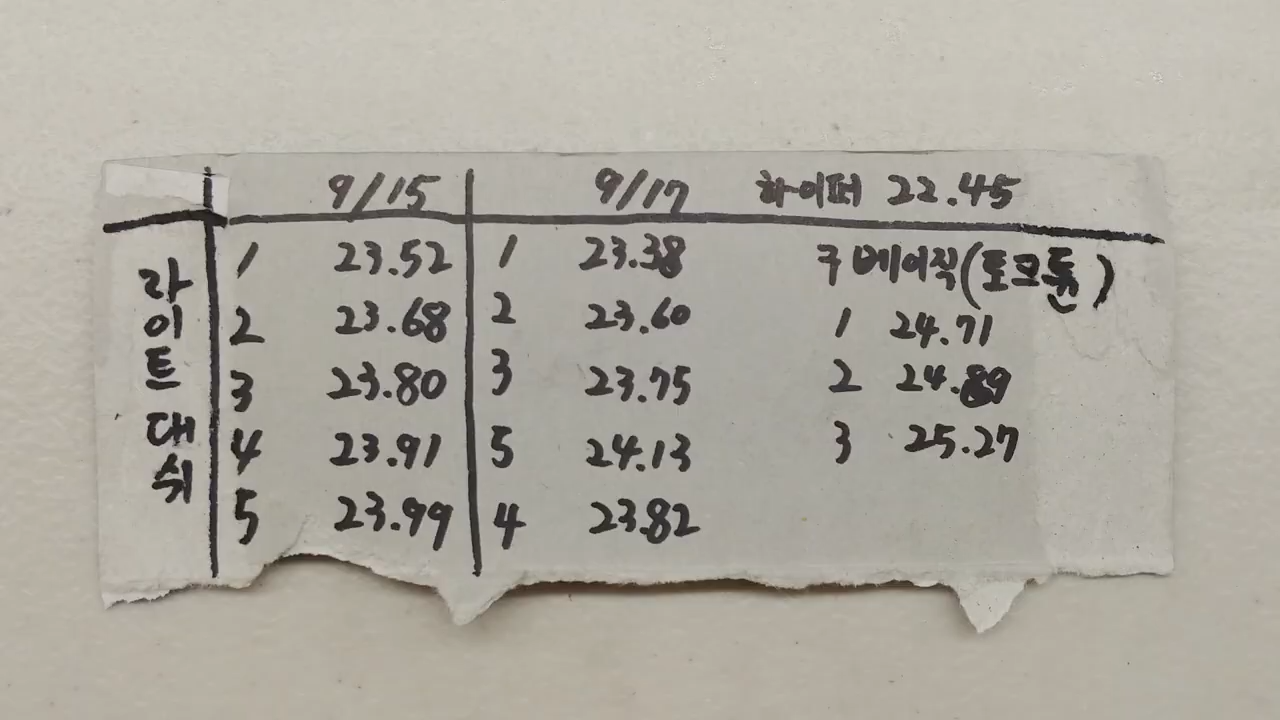 9/15 9/17 하이퍼 22.45
라이트 대쉬
1 23.52 1 23.38 구 베이직(토크튠)
2 23.68 2 23.60 1 24.71
3 23.80 3 23.75 2 24.89
4 23.91 5 24.13 3 25.27
5 23.99 4 23.82